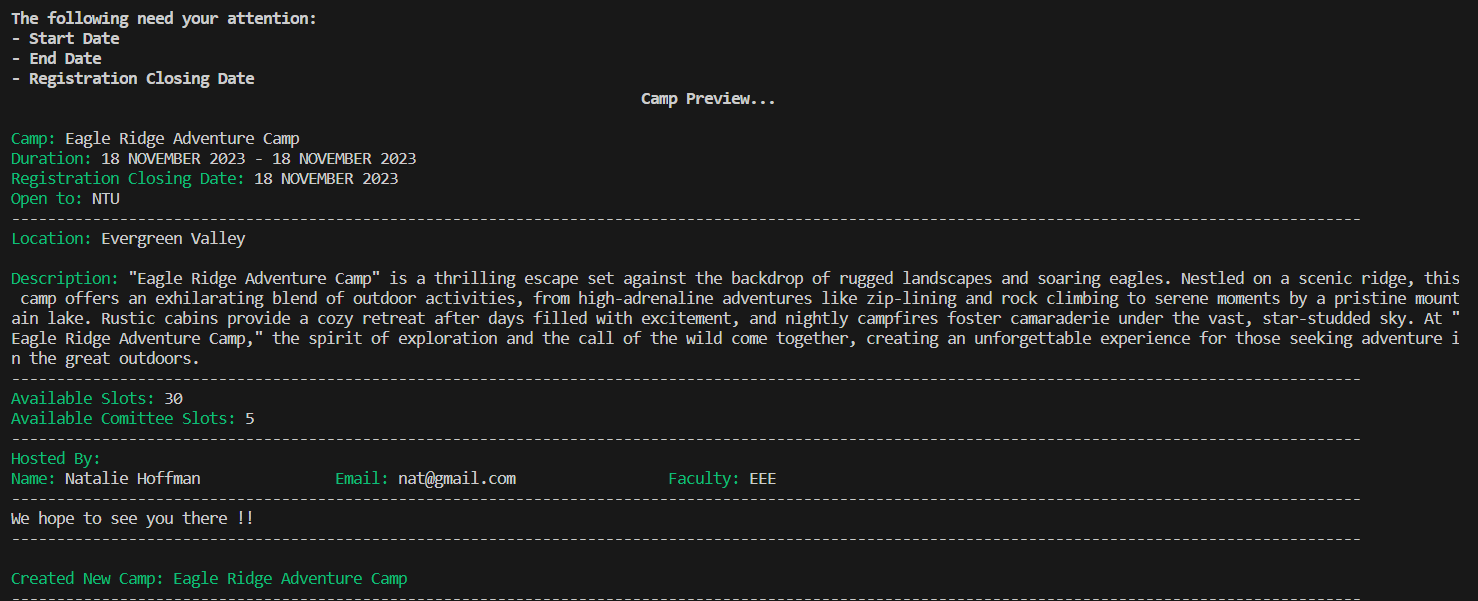 The following need your attention:
- Start Date
- End Date
- Registration Closing Date
Camp Preview...
Camp: Eagle Ridge Adventure Camp
Duration: 18 NOVEMBER 2023 - 18 NOVEMBER 2023
Registration Closing Date: 18 NOVEMBER 2023
Open to: NTU
------------------------------------------------------------------------------------------------------------------------------------------------------
Location: Evergreen Valley
Description: "Eagle Ridge Adventure Camp" is a thrilling escape set against the backdrop of rugged landscapes and soaring eagles. Nestled on a scenic ridge, this
 camp offers an exhilarating blend of outdoor activities, from high-adrenaline adventures like zip-lining and rock climbing to serene moments by a pristine mount
ain lake. Rustic cabins provide a cozy retreat after days filled with excitement, and nightly campfires foster camaraderie under the vast, star-studded sky. At "
Eagle Ridge Adventure Camp," the spirit of exploration and the call of the wild come together, creating an unforgettable experience for those seeking adventure i
n the great outdoors.
------------------------------------------------------------------------------------------------------------------------------------------------------
Available Slots: 30
Available Comittee Slots: 5
------------------------------------------------------------------------------------------------------------------------------------------------------
Hosted By:
Name: Natalie Hoffman               Email: nat@gmail.com                 Faculty: EEE
------------------------------------------------------------------------------------------------------------------------------------------------------
We hope to see you there !!
------------------------------------------------------------------------------------------------------------------------------------------------------
Created New Camp: Eagle Ridge Adventure Camp
------------------------------------------------------------------------------------------------------------------------------------------------------